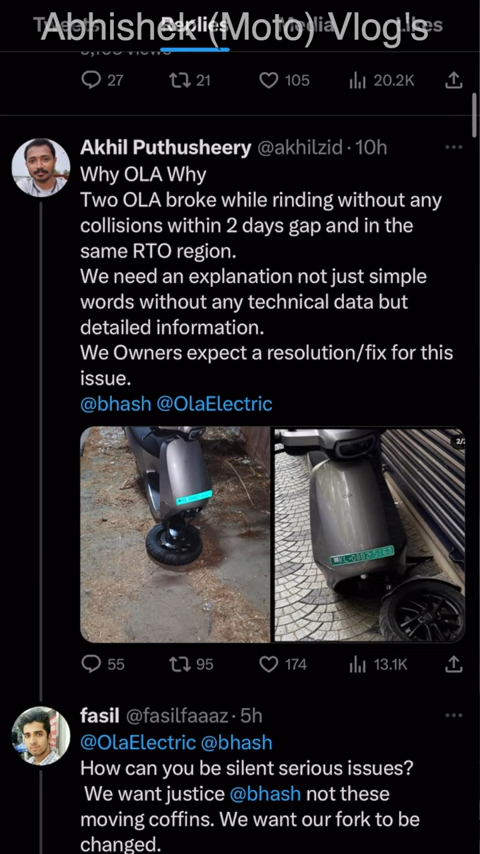 Abhishek (Moto) Vlog's
Tweets Replies Media Likes
27 21 105 20.2K
Akhil Puthusheery @akhilzid · 10h
Why OLA Why
Two OLA broke while rinding without any
collisions within 2 days gap and in the
same RTO region.
We need an explanation not just simple
words without any technical data but
detailed information.
We Owners expect a resolution/fix for this
issue.
@bhash @OlaElectric
55 95 174 13.1K
fasil @fasilfaaaz · 5h
@OlaElectric @bhash
How can you be silent serious issues?
We want justice @bhash not these
moving coffins. We want our fork to be
changed.